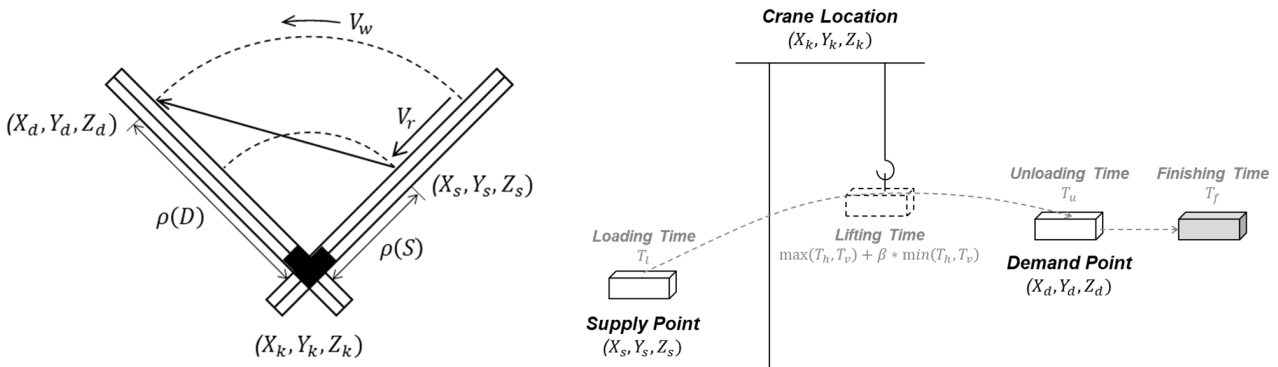 V_w
(X_d, Y_d, Z_d)
V_r
(X_s, Y_s, Z_s)
ρ(D)
ρ(S)
(X_k, Y_k, Z_k)
Crane Location
(X_k, Y_k, Z_k)
Loading Time
T_l
Supply Point
(X_s, Y_s, Z_s)
Lifting Time
max(T_h, T_v) + β * min(T_h, T_v)
Unloading Time
T_u
Demand Point
(X_d, Y_d, Z_d)
Finishing Time
T_f